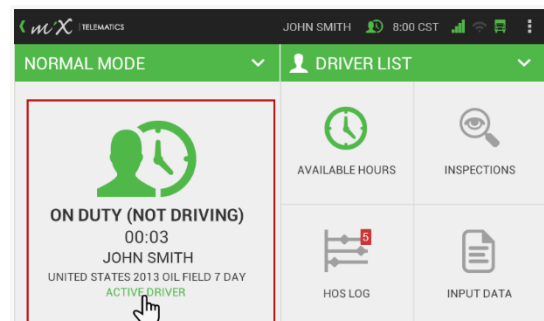 mix TELEMATICS JOHN SMITH 8:00 CST
NORMAL MODE
DRIVER LIST
ON DUTY (NOT DRIVING)
00:03
JOHN SMITH
UNITED STATES 2013 OIL FIELD 7 DAY
ACTIVE DRIVER
AVAILABLE HOURS
INSPECTIONS
5
HOS LOG
INPUT DATA